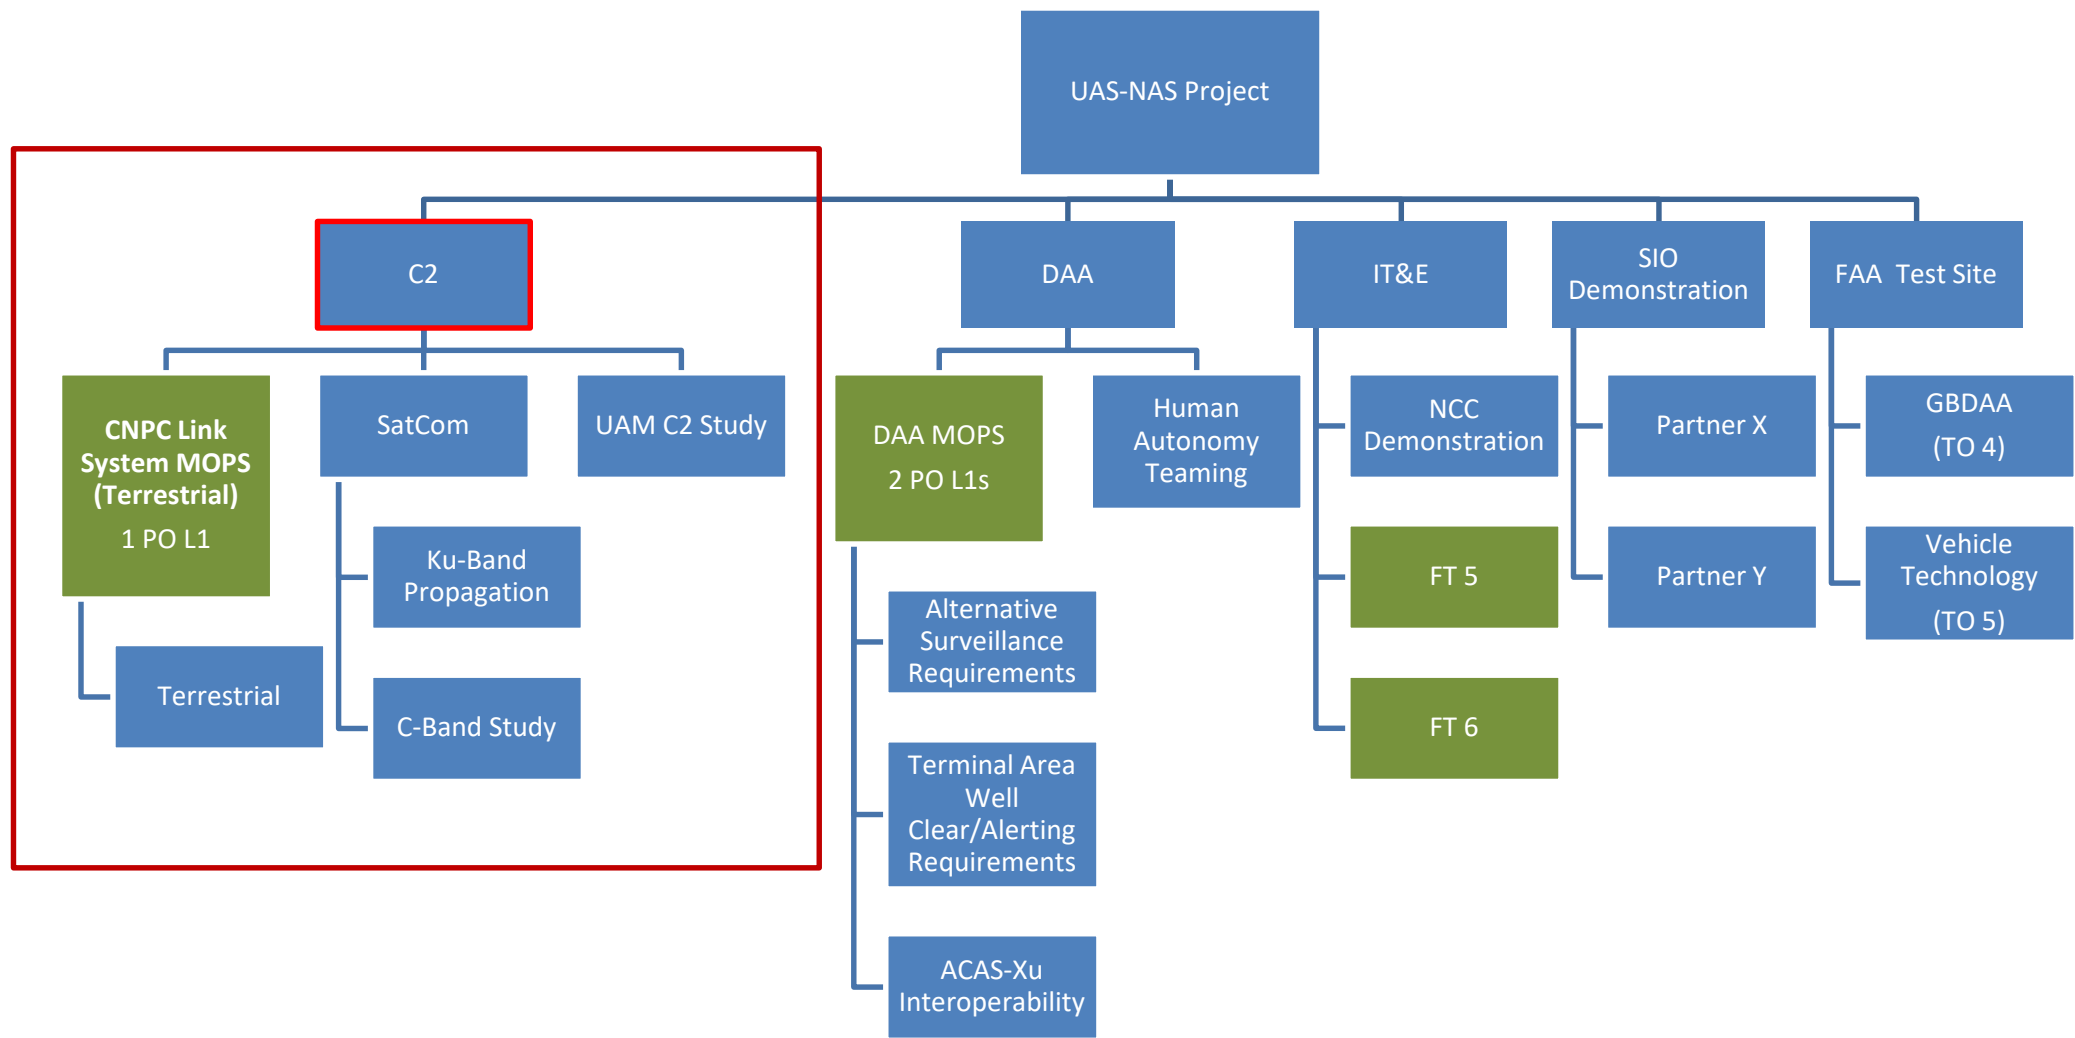 UAS-NAS Project
C2
DAA
IT&E
SIO
Demonstration
FAA  Test Site
CNPC Link
System MOPS
(Terrestrial)
1 PO L1
SatCom
UAM C2 Study
DAA MOPS
2 PO L1s
Human
Autonomy
Teaming
NCC
Demonstration
Partner X
GBDAA
(TO 4)
Ku-Band
Propagation
FT 5
Partner Y
Vehicle
Technology
(TO 5)
Alternative
Surveillance
Requirements
Terrestrial
C-Band Study
FT 6
Terminal Area
Well
Clear/Alerting
Requirements
ACAS-Xu
Interoperability